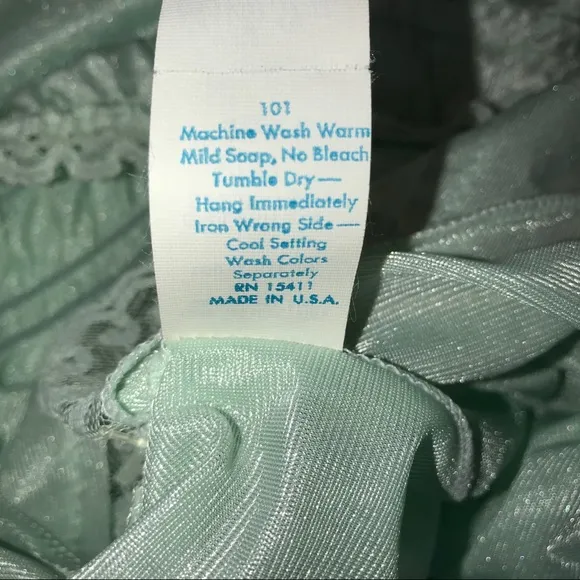 101
Machine Wash Warm
Mild Soap, No Bleach
Tumble Dry—
Hang Immediately
Iron Wrong Side—
Cool Setting
Wash Colors
Separately
RN 15411
MADE IN U.S.A.